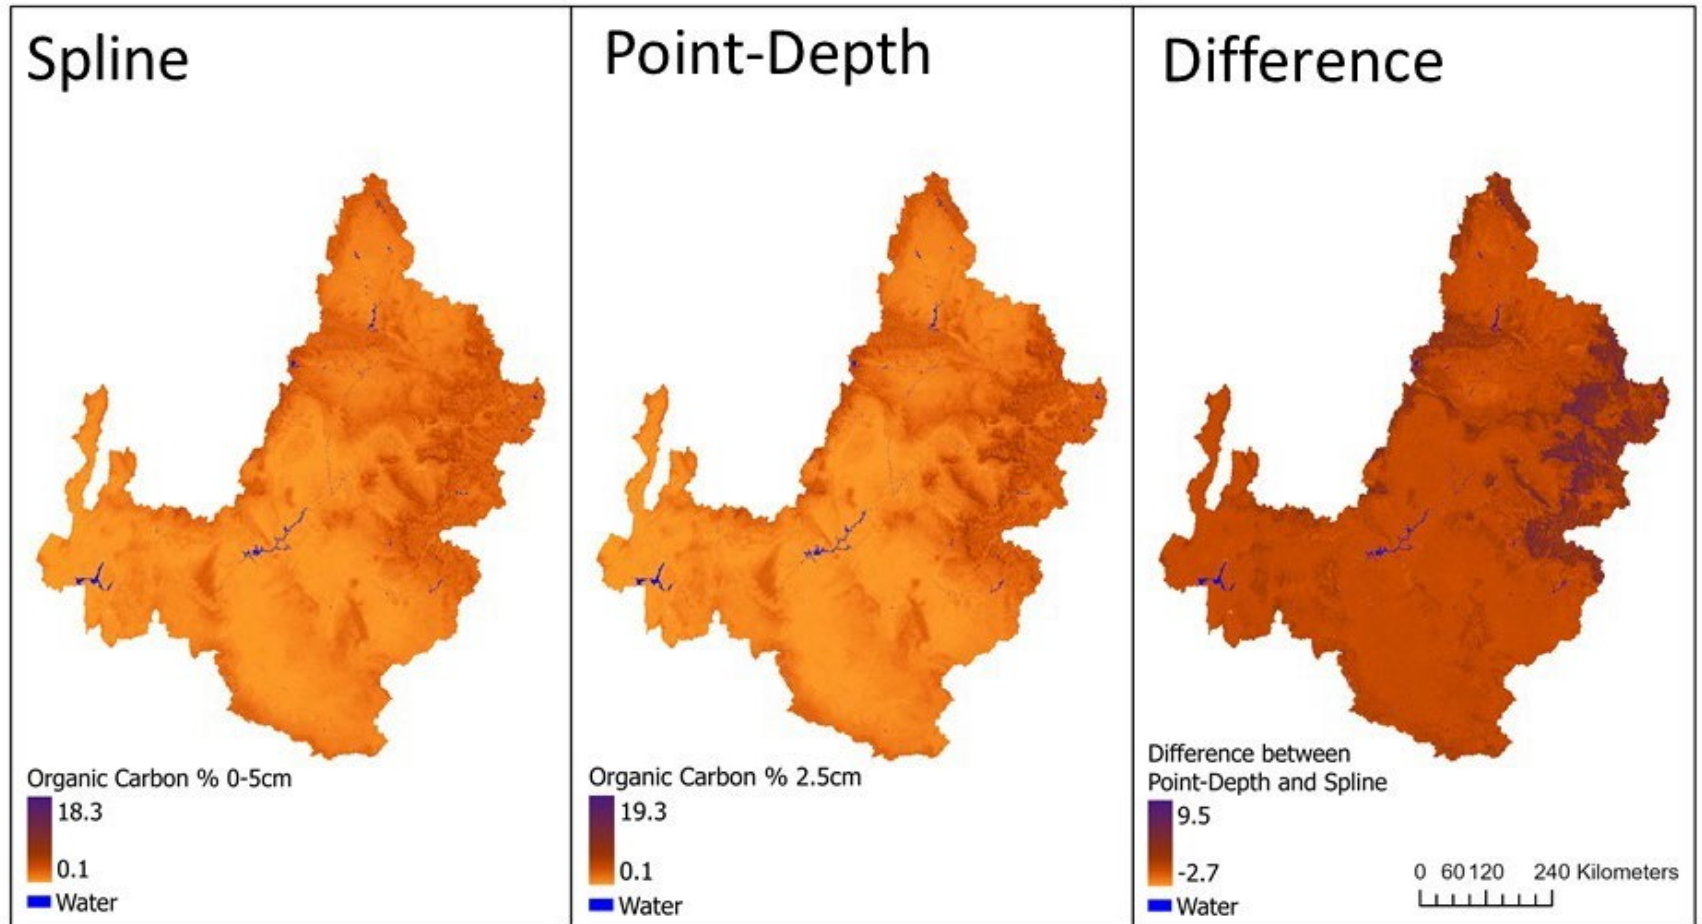 Spline
Organic Carbon % 0-5cm
18.3
0.1
Water
Point-Depth
Organic Carbon % 2.5cm
19.3
0.1
Water
Difference
Difference between
Point-Depth and Spline
9.5
-2.7
Water
0 60 120 240 Kilometers